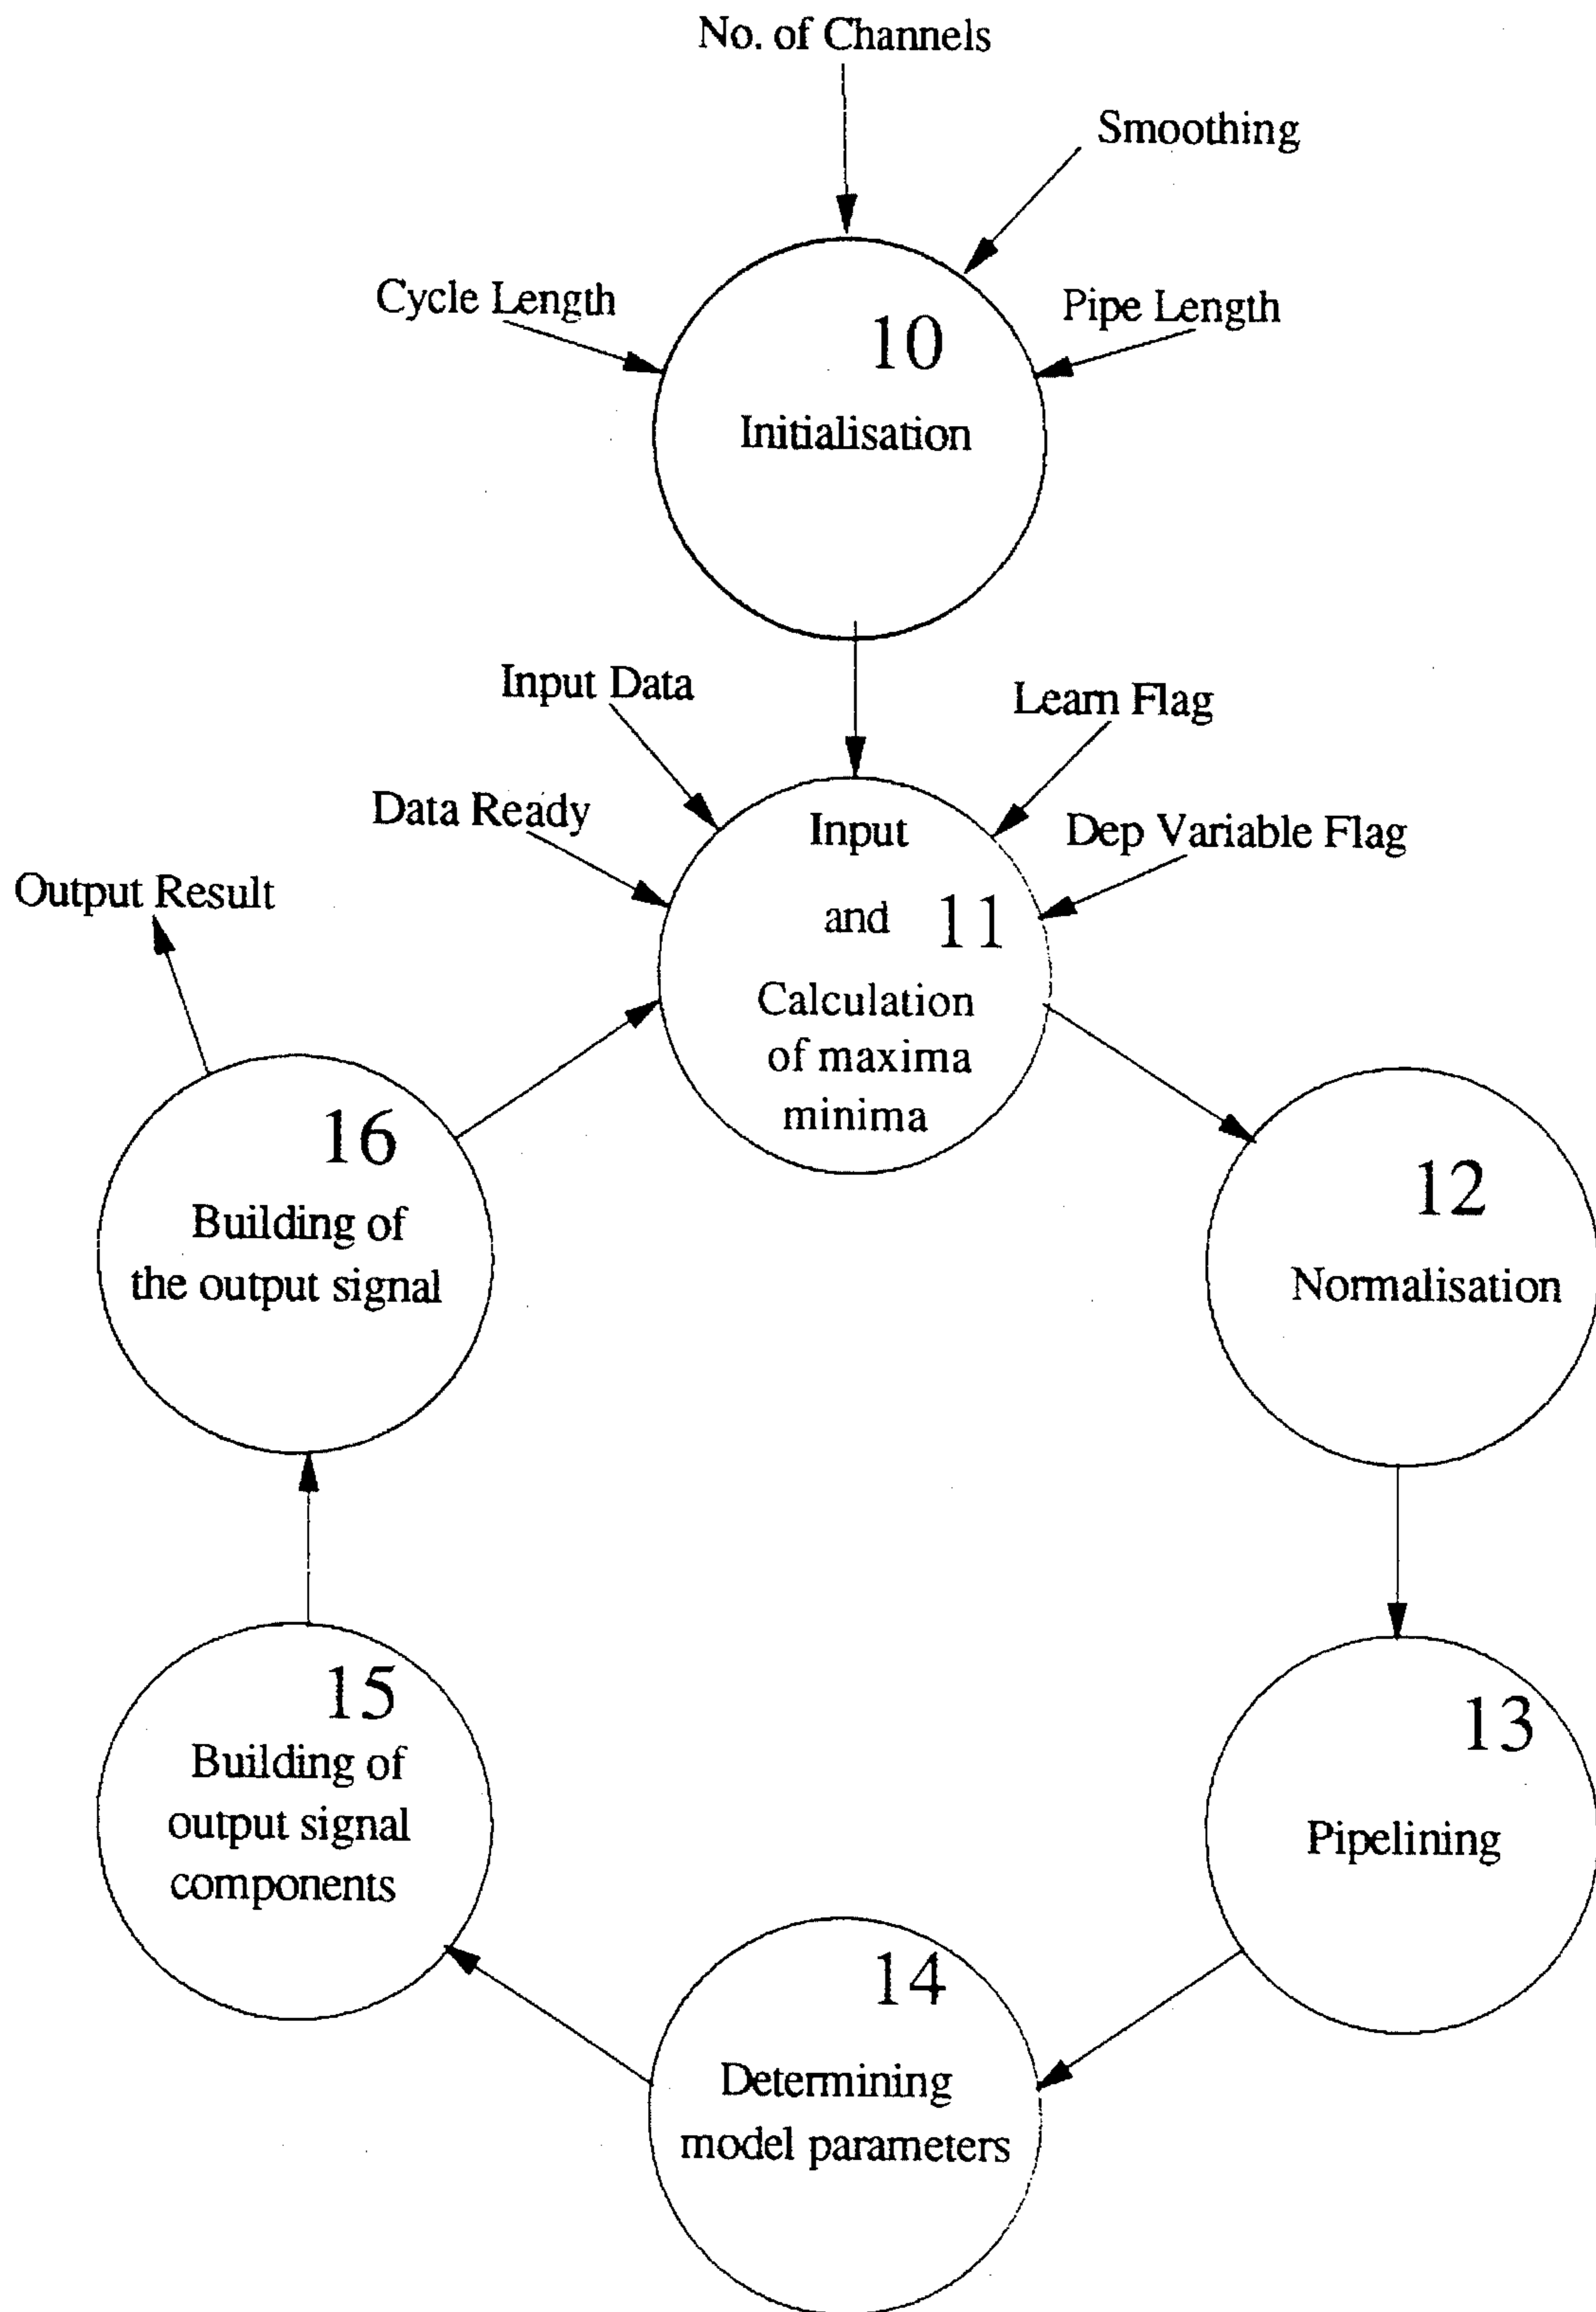 No. of Channels
Smoothing
Cycle Length
Pipe Length
10
Initialisation
Input Data
Learn Flag
Data Ready
Dep Variable Flag
Output Result
Input
and 11
Calculation
of maxima
minima
16
Building of
the output signal
12
Normalisation
15
Building of
output signal
components
13
Pipelining
14
Determining
model parameters